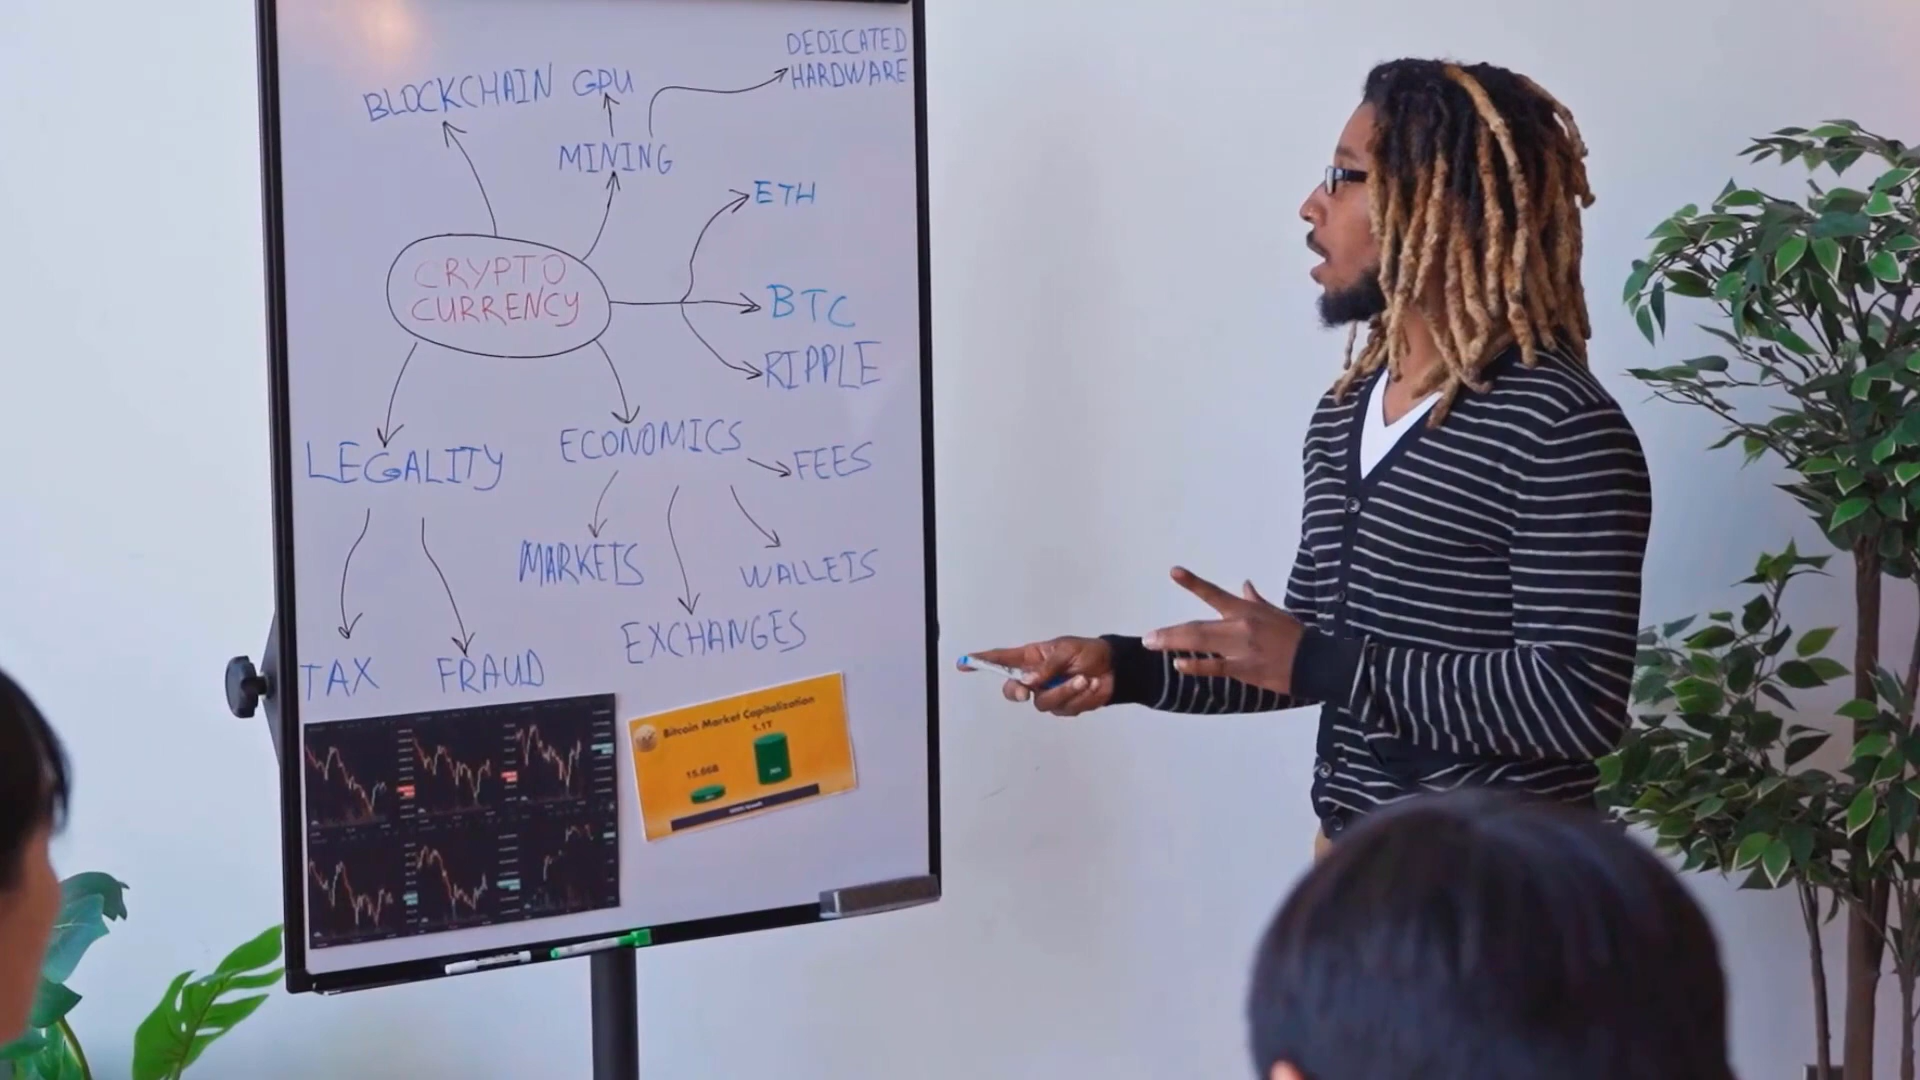 DEDICATED
HARDWARE
BLOCKCHAIN
GPU
MINING
ETH
CRYPTO
CURRENCY
BTC
RIPPLE
LEGALITY
ECONOMICS
FEES
MARKETS
WALLETS
EXCHANGES
TAX
FRAUD
Bitcoin Market Capitalization
1.1T
15.86B